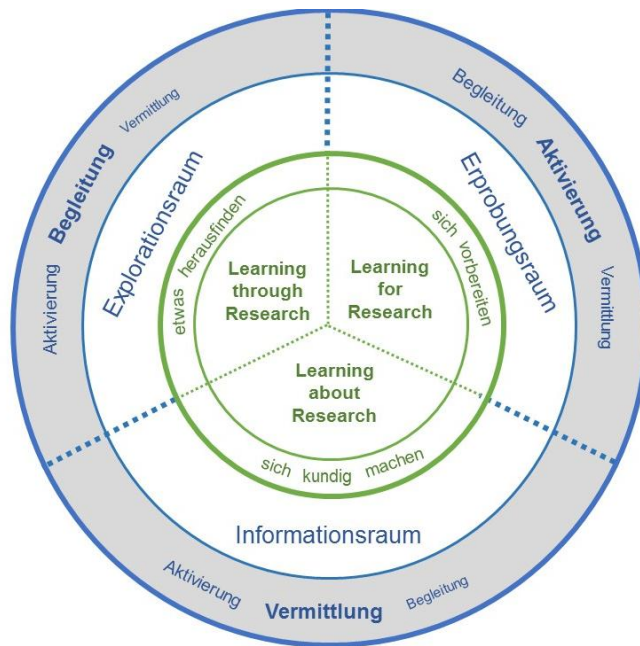 Vermittlung
Begleitung
Aktivierung
Explorationsraum
etwas herausfinden
Learning
through
Research
Begleitung
Aktivierung
Vermittlung
Erprobungsraum
sich vorbereiten
Learning
for
Research
Learning
about
Research
sich kundig machen
Informationsraum
Aktivierung Vermittlung Begleitung